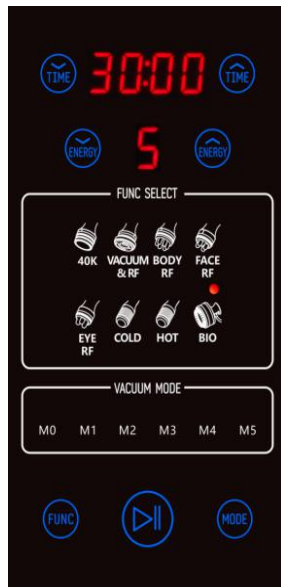 TIME 30:00 TIME
ENERGY 5 ENERGY
FUNC SELECT
40K VACUUM & RF BODY RF FACE RF
EYE RF COLD HOT BIO
VACUUM MODE
M0 M1 M2 M3 M4 M5
FUNC MODE